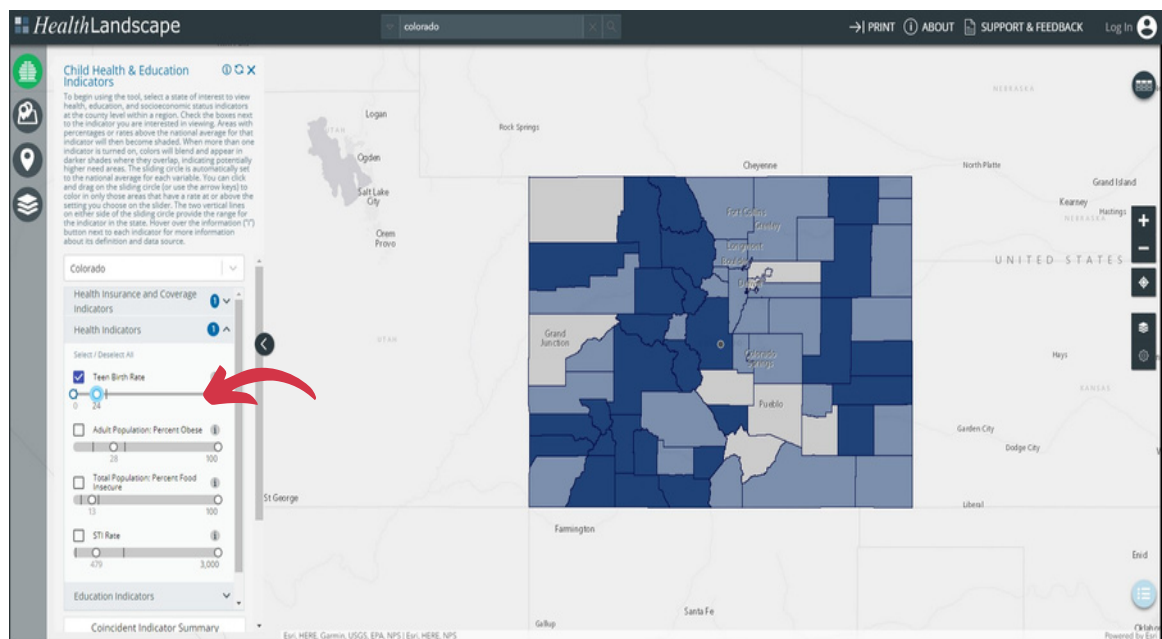 HealthLandscape
colorado
PRINT
ABOUT
SUPPORT & FEEDBACK
Log In
Child Health & Education
Indicators
To begin using the tool, select a state of interest to view
health, education, and socioeconomic status indicators
at the county level within a region. Check the boxes next
to the indicator you are interested in viewing. Areas with
percentages or rates above the national average for that
indicator will then become shaded. When more than one
indicator is turned on, colors will blend and appear in
darker shades where they overlap, indicating potentially
higher need areas. The sliding circle is automatically set
to the national average for each variable. You can click
and drag on the sliding circle (or use the arrow keys) to
color in only those areas that have a rate at or above the
setting you choose on the slider. The two vertical lines
on either side of the sliding circle provide the range for
the indicator in the state. Hover over the information ("i")
button next to each indicator for more information
about its definition and data source.
Colorado
Health Insurance and Coverage
Indicators
1
Health Indicators
1
Select / Deselect All
Teen Birth Rate
0 24
Adult Population: Percent Obese
28 100
Total Population: Percent Food
Insecure
13 100
STI Rate
479 3,000
Education Indicators
Coincident Indicator Summary
NEBRASKA
Logan
UTAH
Rock Springs
Ogden
Cheyenne
North Platte
Grand Island
Salt Lake
City
Kearney
NEBRASKA
Hastings
Fort Collins
Greeley
Orem
Provo
Longmont
Boulder
UNITED STATES
Denver
Grand
Junction
UTAH
Colorado
Springs
Hays
KANSAS
Pueblo
Garden City
Dodge City
St George
Liberal
Farmington
Enid
Santa Fe
Gallup
Esri, HERE, Garmin, USGS, EPA, NPS | Esri, HERE, NPS
Powered by Esri